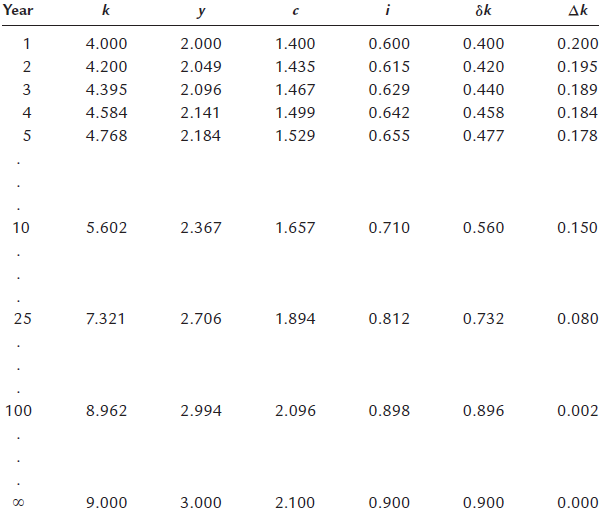 Year k y c i δk Δk
1 4.000 2.000 1.400 0.600 0.400 0.200
2 4.200 2.049 1.435 0.615 0.420 0.195
3 4.395 2.096 1.467 0.629 0.440 0.189
4 4.584 2.141 1.499 0.642 0.458 0.184
5 4.768 2.184 1.529 0.655 0.477 0.178
.
.
.
10 5.602 2.367 1.657 0.710 0.560 0.150
.
.
.
25 7.321 2.706 1.894 0.812 0.732 0.080
.
.
.
100 8.962 2.994 2.096 0.898 0.896 0.002
.
.
.
∞ 9.000 3.000 2.100 0.900 0.900 0.000